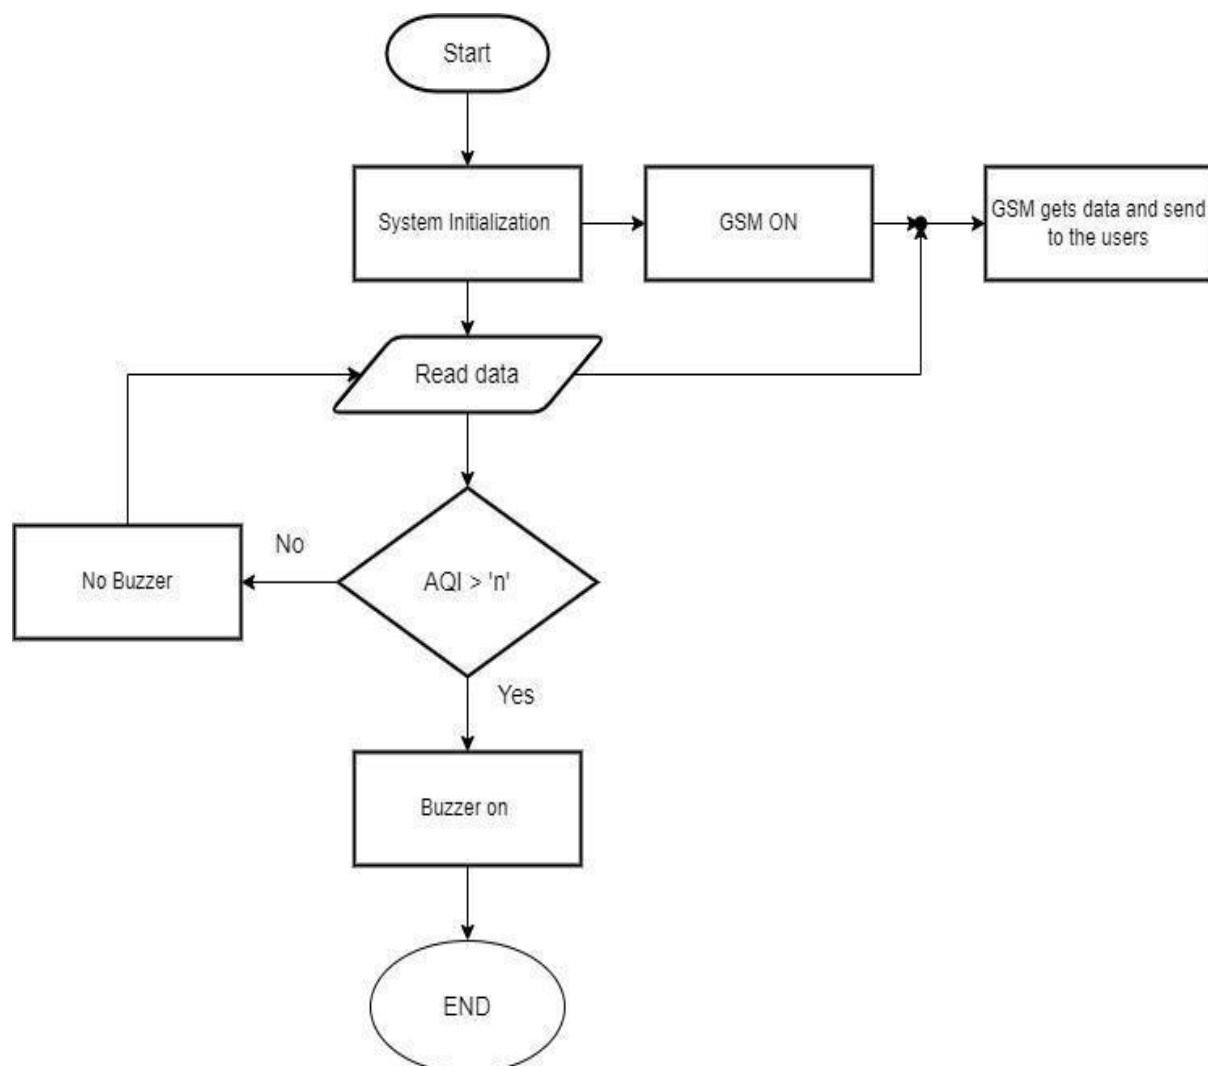 Start
System Initialization
GSM ON
GSM gets data and send
to the users
Read data
No
No Buzzer
AQI > 'n'
Yes
Buzzer on
END